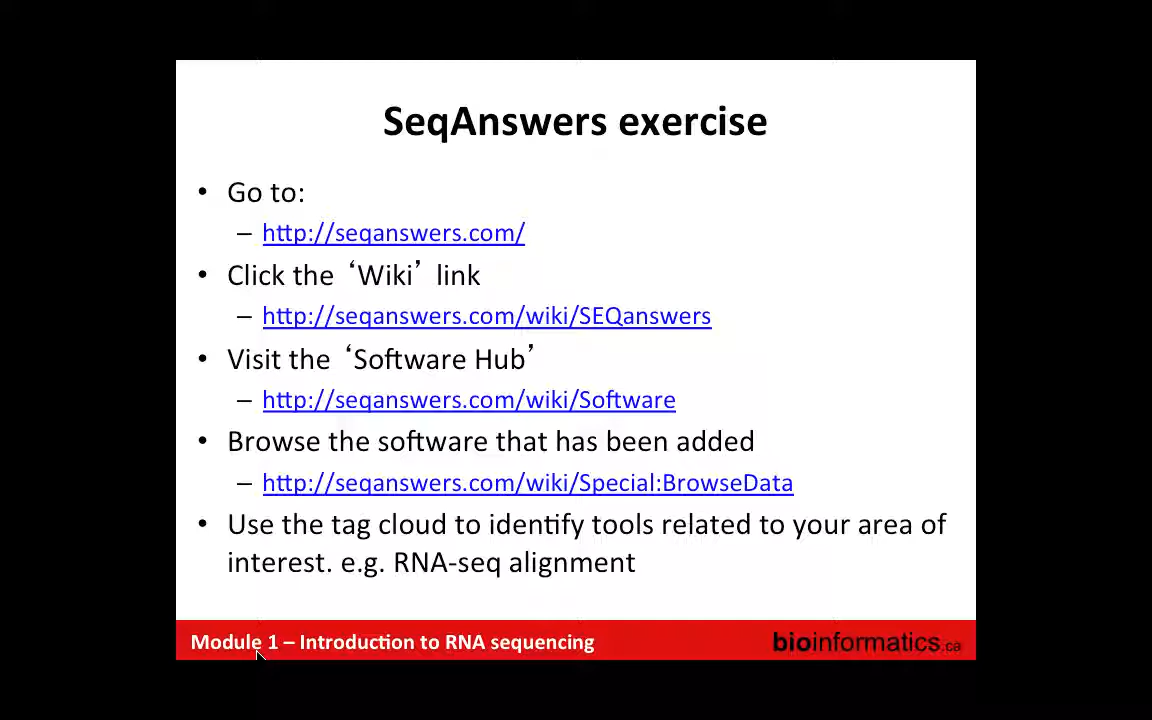 SeqAnswers exercise
• Go to:
– http://seqanswers.com/
• Click the ‘Wiki’ link
– http://seqanswers.com/wiki/SEQanswers
• Visit the ‘Software Hub’
– http://seqanswers.com/wiki/Software
• Browse the software that has been added
– http://seqanswers.com/wiki/Special:BrowseData
• Use the tag cloud to identify tools related to your area of
interest. e.g. RNA-seq alignment
Module 1 – Introduction to RNA sequencing
bioinformatics.ca